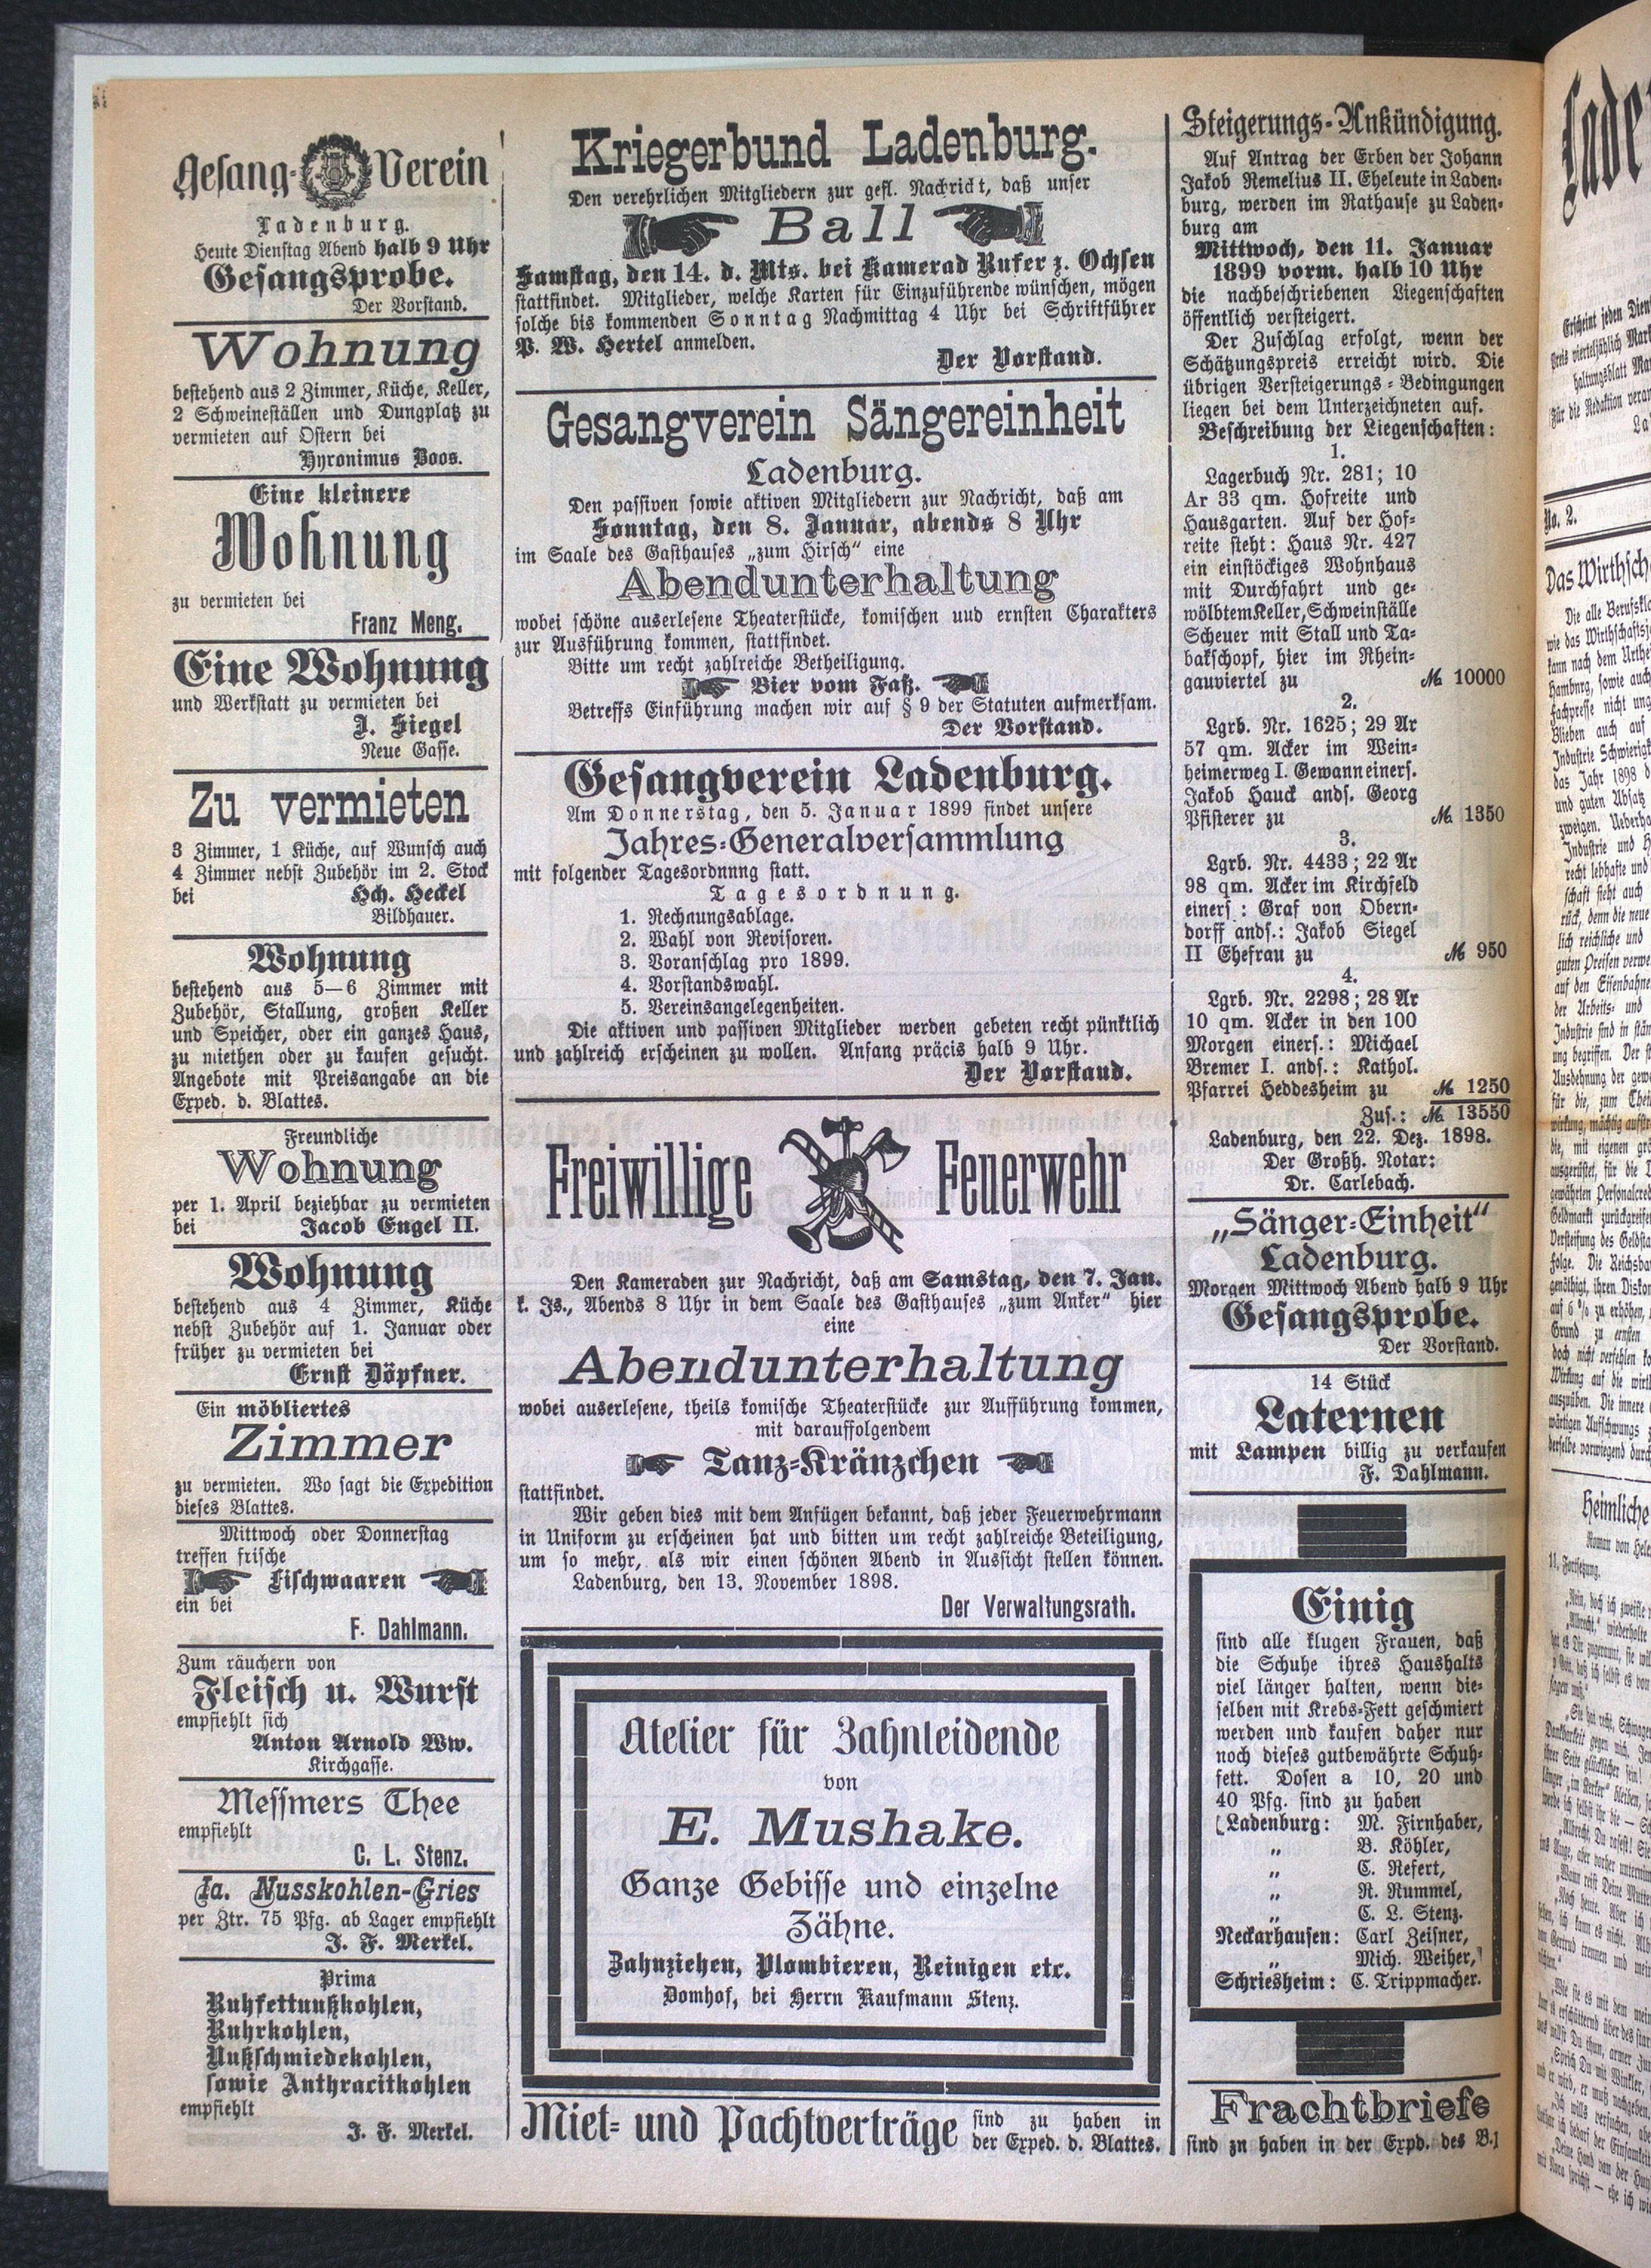 Gesang-Verein
Ladenburg.
Heute Dienstag Abend halb 9 Uhr
Gesangsprobe.
Der Vorstand.
Wohnung
bestehend aus 2 Zimmer, Küche, Keller,
2 Schweineställen und Dungplatz zu
vermieten auf Ostern bei
Hyronimus Boos.
Eine kleinere
Wohnung
zu vermieten bei
Franz Meng.
Eine Wohnung
und Werkstatt zu vermieten bei
J. Siegel
Neue Gasse.
Zu vermieten
3 Zimmer, 1 Küche, auf Wunsch auch
4 Zimmer nebst Zubehör im 2. Stock
bei Hch. Heckel
Bildhauer.
Wohnung
bestehend aus 5—6 Zimmer mit
Zubehör, Stallung, großen Keller
und Speicher, oder ein ganzes Haus,
zu miethen oder zu kaufen gesucht.
Angebote mit Preisangabe an die
Exped. d. Blattes.
Freundliche
Wohnung
per 1. April beziehbar zu vermieten
bei Jacob Engel II.
Wohnung
bestehend aus 4 Zimmer, Küche
nebst Zubehör auf 1. Januar oder
früher zu vermieten bei
Ernst Döpfner.
Ein möbliertes
Zimmer
zu vermieten. Wo sagt die Expedition
dieses Blattes.
Mittwoch oder Donnerstag
treffen frische
Fischwaaren
ein bei
F. Dahlmann.
Zum räuchern von
Fleisch u. Wurst
empfiehlt sich
Anton Arnold Ww.
Kirchgasse.
Messmers Thee
empfiehlt
C. L. Stenz.
Ia. Nusskohlen-Gries
per Ztr. 75 Pfg. ab Lager empfiehlt
J. F. Merkel.
Prima
Ruhrfettnußkohlen,
Ruhrkohlen,
Nußschmiedekohlen,
sowie Anthracitkohlen
empfiehlt
J. F. Merkel.
Kriegerbund Ladenburg.
Den verehrlichen Mitgliedern zur gefl. Nachricht, daß unser
Ball
Samstag, den 14. d. Mts. bei Kamerad Rufer z. Ochsen
stattfindet. Mitglieder, welche Karten für Einzuführende wünschen, mögen
solche bis kommenden Sonntag Nachmittag 4 Uhr bei Schriftführer
P. W. Hertel anmelden.
Der Vorstand.
Gesangverein Sängereinheit
Ladenburg.
Den passiven sowie aktiven Mitgliedern zur Nachricht, daß am
Sonntag, den 8. Januar, abends 8 Uhr
im Saale des Gasthauses „zum Hirsch“ eine
Abendunterhaltung
wobei schöne auserlesene Theaterstücke, komischen uud ernsten Charakters
zur Ausführung kommen, stattfindet.
Bitte um recht zahlreiche Betheiligung.
Bier vom Faß.
Betreffs Einführung machen wir auf § 9 der Statuten aufmerksam.
Der Vorstand.
Gesangverein Ladenburg.
Am Donnerstag, den 5. Januar 1899 findet unsere
Jahres-Generalversammlung
mit folgender Tagesordnung statt.
Tagesordnung.
1. Rechnungsablage.
2. Wahl von Revisoren.
3. Voranschlag pro 1899.
4. Vorstandswahl.
5. Vereinsangelegenheiten.
Die aktiven und passiven Mitglieder werden gebeten recht pünktlich
und zahlreich erscheinen zu wollen. Anfang präcis halb 9 Uhr.
Der Vorstand.
Freiwillige Feuerwehr
Den Kameraden zur Nachricht, daß am Samstag, den 7. Jan.
k. Js., Abends 8 Uhr in dem Saale des Gasthauses „zum Anker“ hier
eine
Abendunterhaltung
wobei auserlesene, theils komische Theaterstücke zur Aufführung kommen,
mit darauffolgendem
Tanz-Kränzchen
stattfindet.
Wir geben dies mit dem Anfügen bekannt, daß jeder Feuerwehrmann
in Uniform zu erscheinen hat und bitten um recht zahlreiche Beteiligung,
um so mehr, als wir einen schönen Abend in Aussicht stellen können.
Ladenburg, den 13. November 1898.
Der Verwaltungsrath.
Atelier für Zahnleidende
von
E. Mushake.
Ganze Gebisse und einzelne
Zähne.
Zahnziehen, Plombieren, Reinigen etc.
Domhof, bei Herrn Kaufmann Stenz.
Miet- und Pachtverträge sind zu haben in
der Exped. d. Blattes.
Steigerungs-Ankündigung.
Auf Antrag der Erben der Johann
Jakob Remelius II. Eheleute in Laden-
burg, werden im Rathause zu Laden-
burg am
Mittwoch, den 11. Januar
1899 vorm. halb 10 Uhr
die nachbeschriebenen Liegenschaften
öffentlich versteigert.
Der Zuschlag erfolgt, wenn der
Schätzungspreis erreicht wird. Die
übrigen Versteigerungs-Bedingungen
liegen bei dem Unterzeichneten auf.
Beschreibung der Liegenschaften:
1.
Lagerbuch Nr. 281; 10
Ar 33 qm. Hofreite und
Hausgarten. Auf der Hof-
reite steht: Haus Nr. 427
ein einstöckiges Wohnhaus
mit Durchfahrt und ge-
wölbtem Keller, Schweinställe
Scheuer mit Stall und Ta-
bakschopf, hier im Rhein-
gauviertel zu M. 10000
2.
Lgrb. Nr. 1625; 29 Ar
57 qm. Acker im Wein-
heimerweg I. Gewann einers.
Jakob Hauck ands. Georg
Pfisterer zu M. 1350
3.
Lgrb. Nr. 4433; 22 Ar
98 qm. Acker im Kirchfeld
einers: Graf von Obern-
dorff ands.: Jakob Siegel
II Ehefrau zu M 950
4.
Lgrb. Nr. 2298; 28 Ar
10 qm. Acker in den 100
Morgen einers.: Michael
Bremer I. ands.: Kathol.
Pfarrei Heddesheim zu M. 1250
Zus.: M. 13550
Ladenburg, den 22. Dez. 1898.
Der Großh. Notar:
Dr. Carlebach.
„Sänger-Einheit“
Ladenburg.
Morgen Mittwoch Abend halb 9 Uhr
Gesangsprobe.
Der Vorstand.
14 Stück
Laternen
mit Lampen billig zu verkaufen
F. Dahlmann.
Einig
sind alle klugen Frauen, daß
die Schuhe ihres Haushalts
viel länger halten, wenn die-
selben mit Krebs-Fett geschmiert
werden und kaufen daher nur
noch dieses gutbewährte Schuh-
fett. Dosen a 10, 20 und
40 Pfg. sind zu haben
Ladenburg: M. Firnhaber,
„ B. Köhler,
„ C. Refert,
„ R. Rummel,
„ C. L. Stenz.
Neckarhausen: Carl Zeisner,
„ Mich. Weiher,
Schriesheim: C. Trippmacher.
Frachtbriefe
sind zn haben in der Expd. des B.
No. 2.